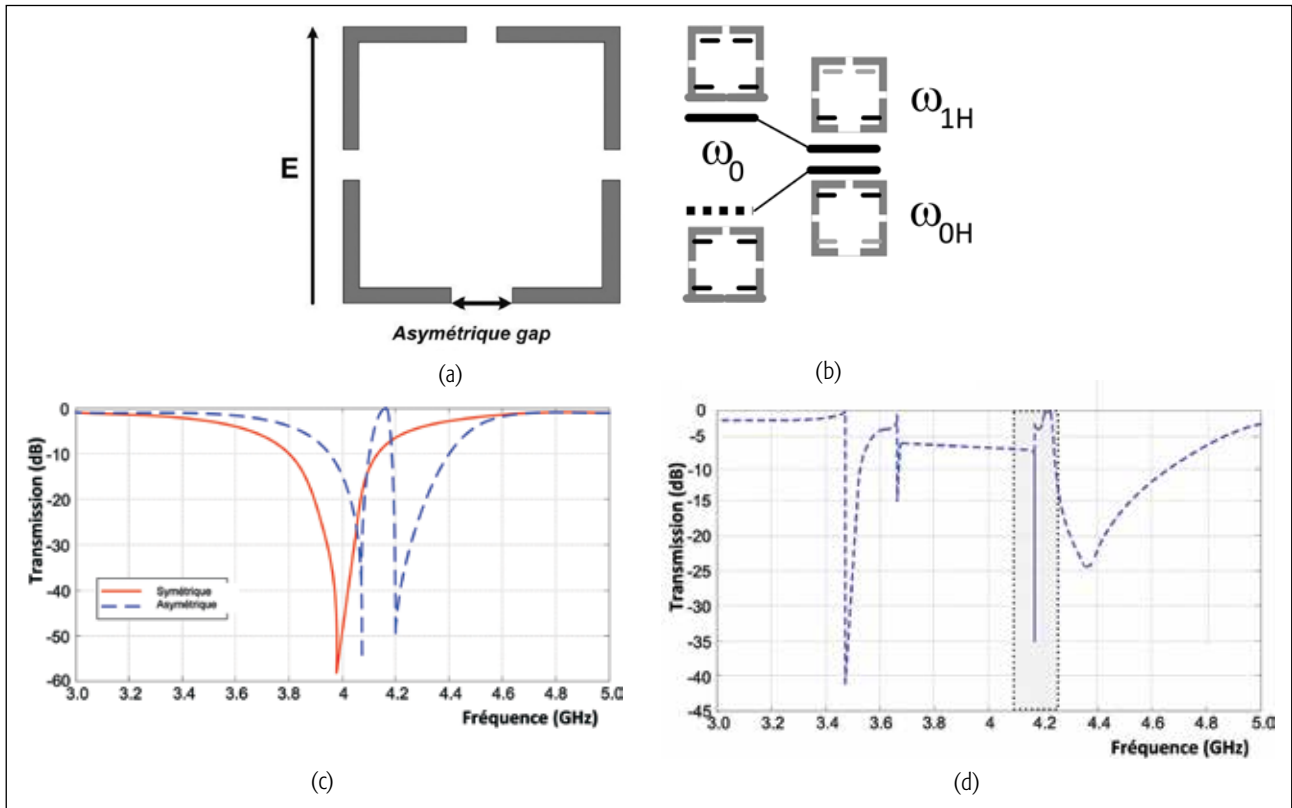 E
Asymétrique gap
(a)
ω0
ω1H
ω0H
(b)
Transmission (dB)
0
-10
-20
-30
-40
-50
-60
Symétrique
Asymétrique
3.0 3.2 3.4 3.6 3.8 4 4.2 4.4 4.6 4.8 5.0
Fréquence (GHz)
(c)
Transmission (dB)
0
-5
-10
-15
-20
-25
-30
-35
-40
-45
3.0 3.2 3.4 3.6 3.8 4 4.2 4.4 4.6 4.8 5.0
Fréquence (GHz)
(d)